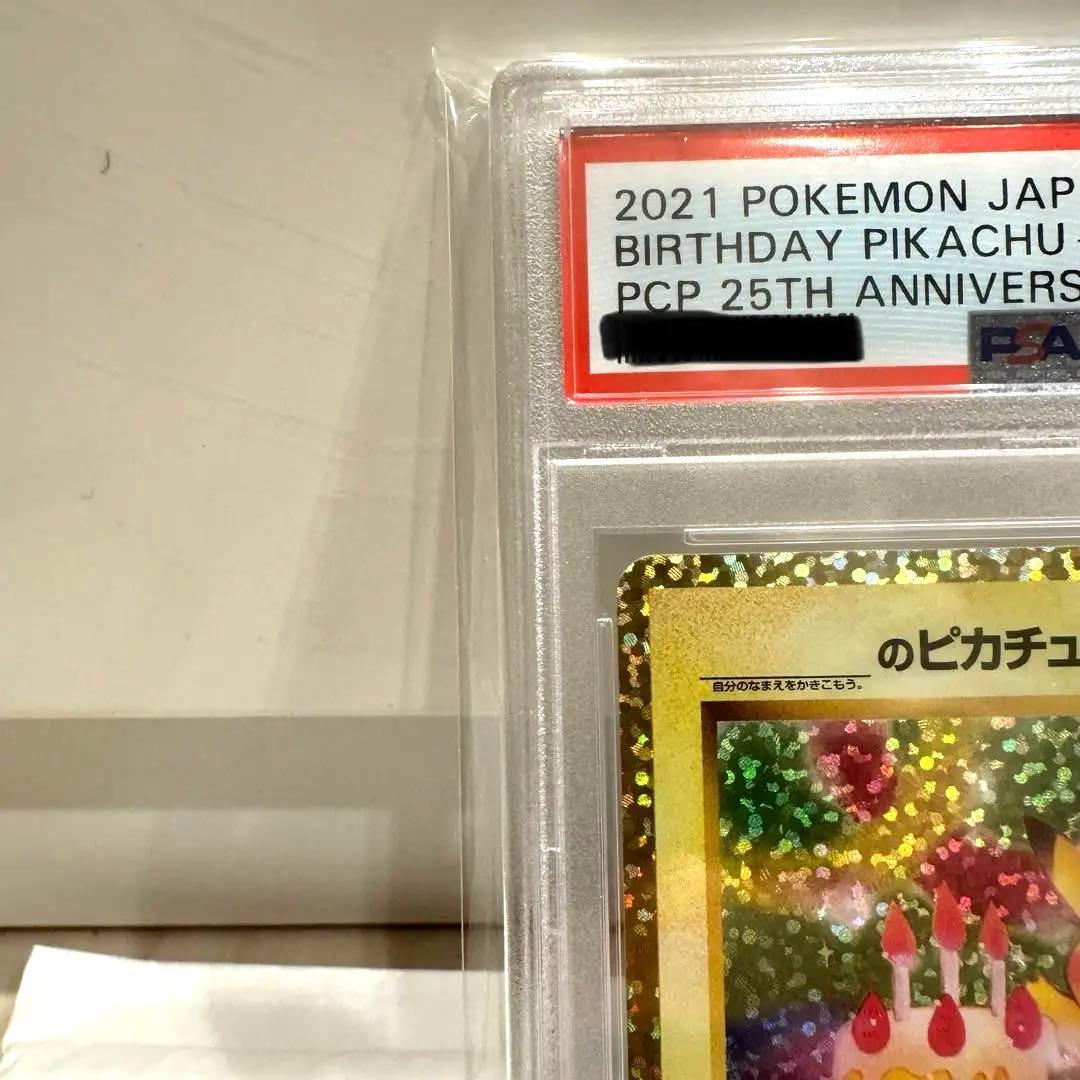 2021 POKEMON JAP
BIRTHDAY PIKACHU
PCP 25TH ANNIVERS
PSA
のピカチュ
自分のなまえをかきこもう。